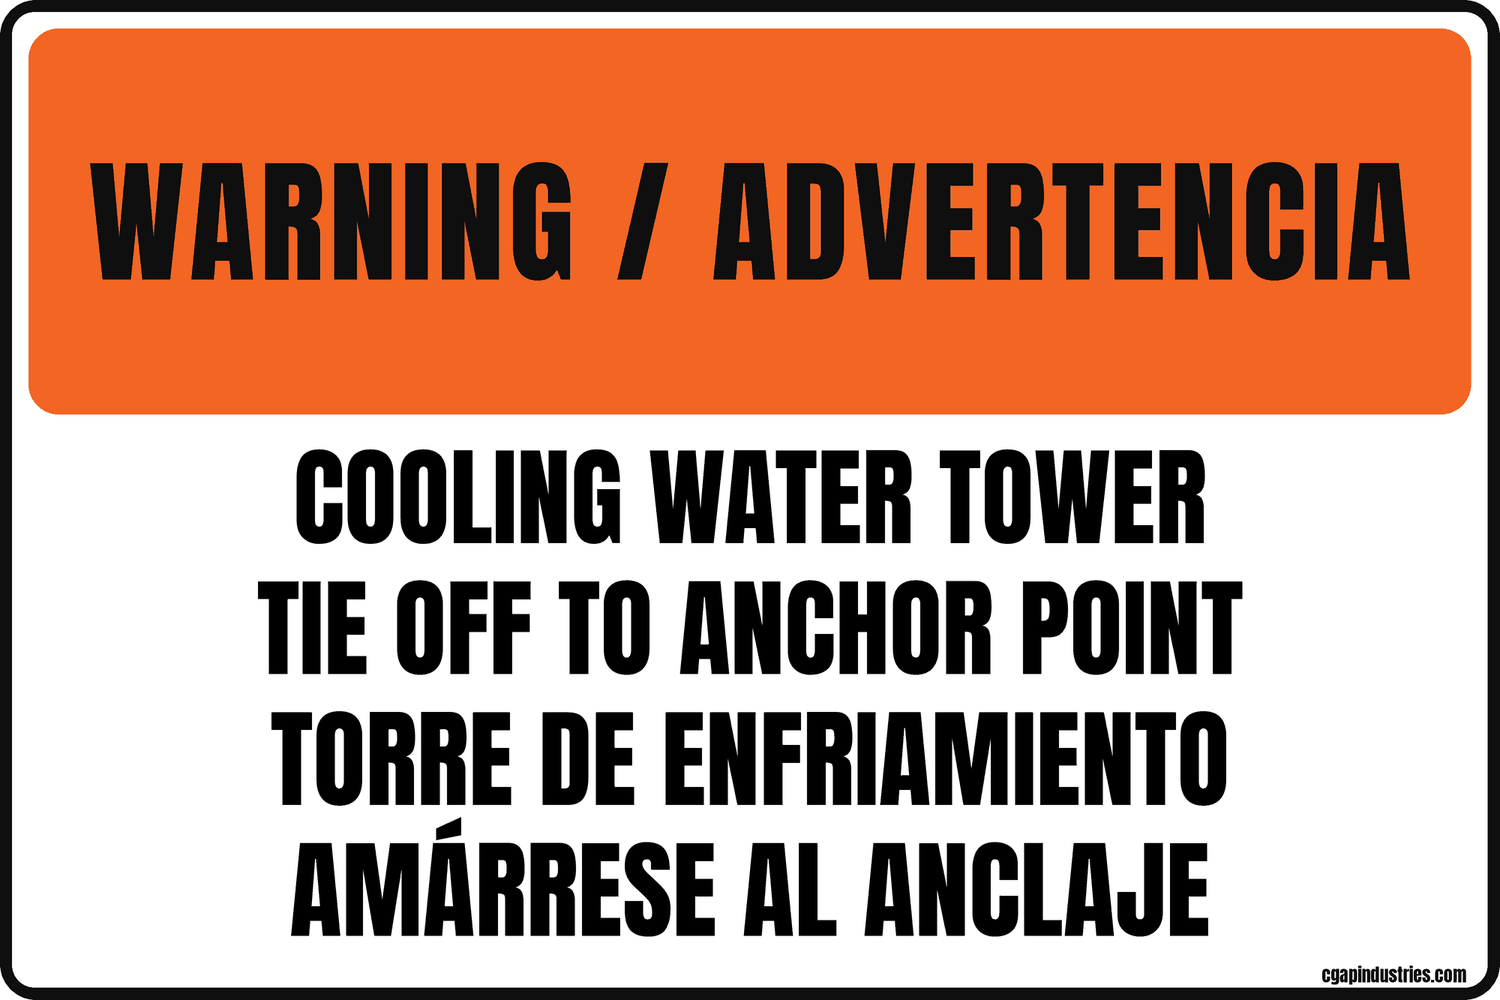 WARNING / ADVERTENCIA
COOLING WATER TOWER
TIE OFF TO ANCHOR POINT
TORRE DE ENFRIAMIENTO
AMÁRRESE AL ANCLAJE
cgapindustries.com